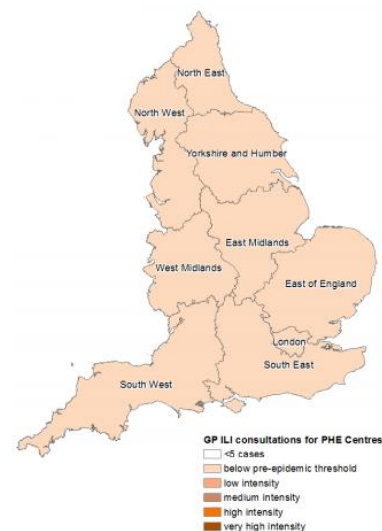 North East
North West
Yorkshire and Humber
East Midlands
West Midlands
East of England
London
South East
South West
GP ILI consultations for PHE Centres
<5 cases
below pre-epidemic threshold
low intensity
medium intensity
high intensity
very high intensity